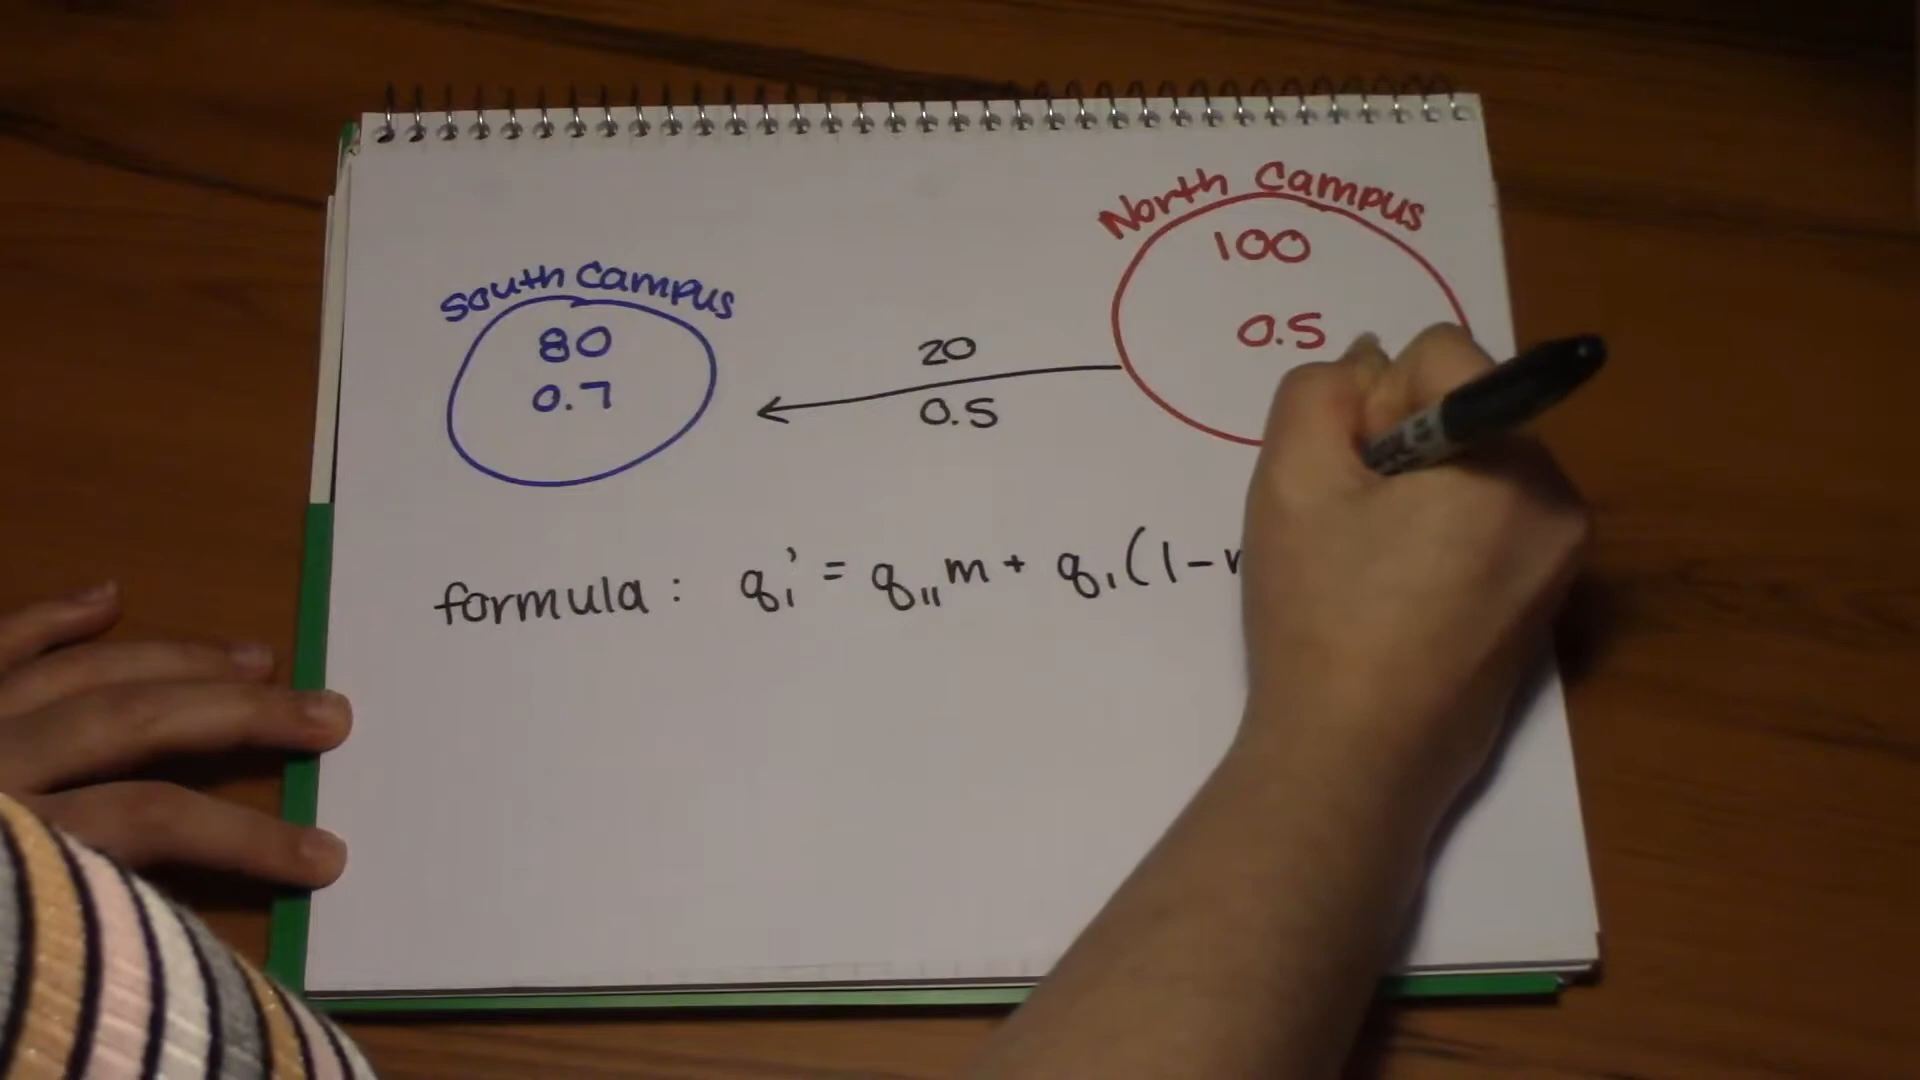 North Campus
100
0.5
South Campus
80
0.7
20
0.5
formula: q₁' = q₁₁m + q₁(1-